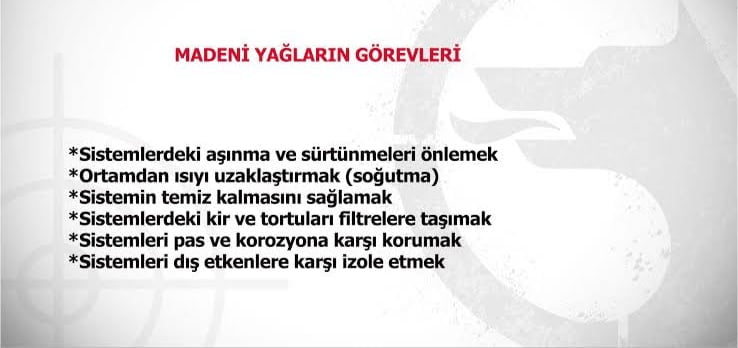 MADENİ YAĞLARIN GÖREVLERİ
*Sistemlerdeki aşınma ve sürtünmeleri önlemek
*Ortamdan ısıyı uzaklaştırmak (soğutma)
*Sistemin temiz kalmasını sağlamak
*Sistemlerdeki kir ve tortuları filtrelere taşımak
*Sistemleri pas ve korozyona karşı korumak
*Sistemleri dış etkenlere karşı izole etmek